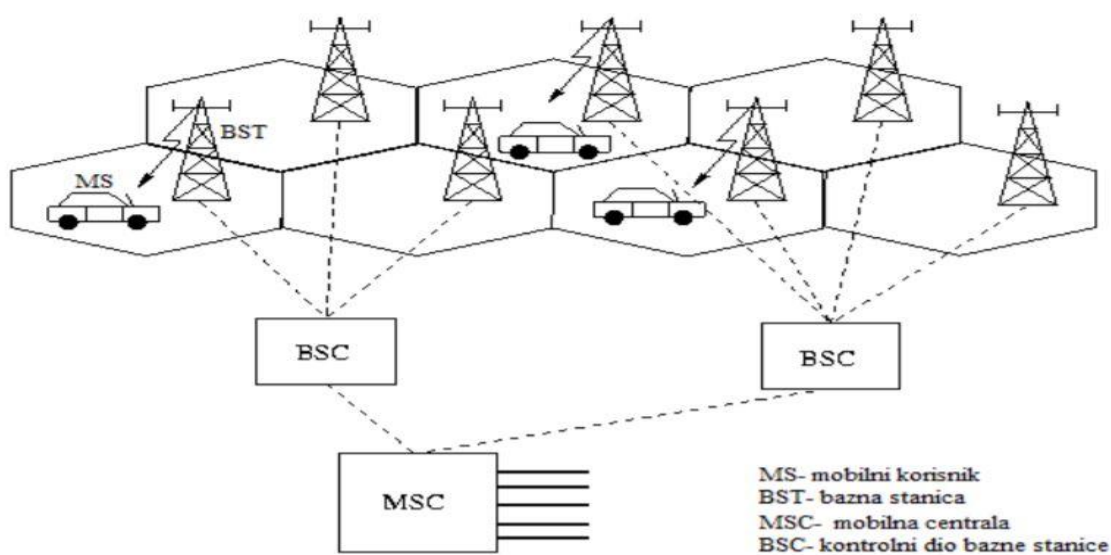 BST
MS
BSC
BSC
MSC
MS- mobilni korisnik
BST- bazna stanica
MSC- mobilna centrala
BSC- kontrolni dio bazne stanice